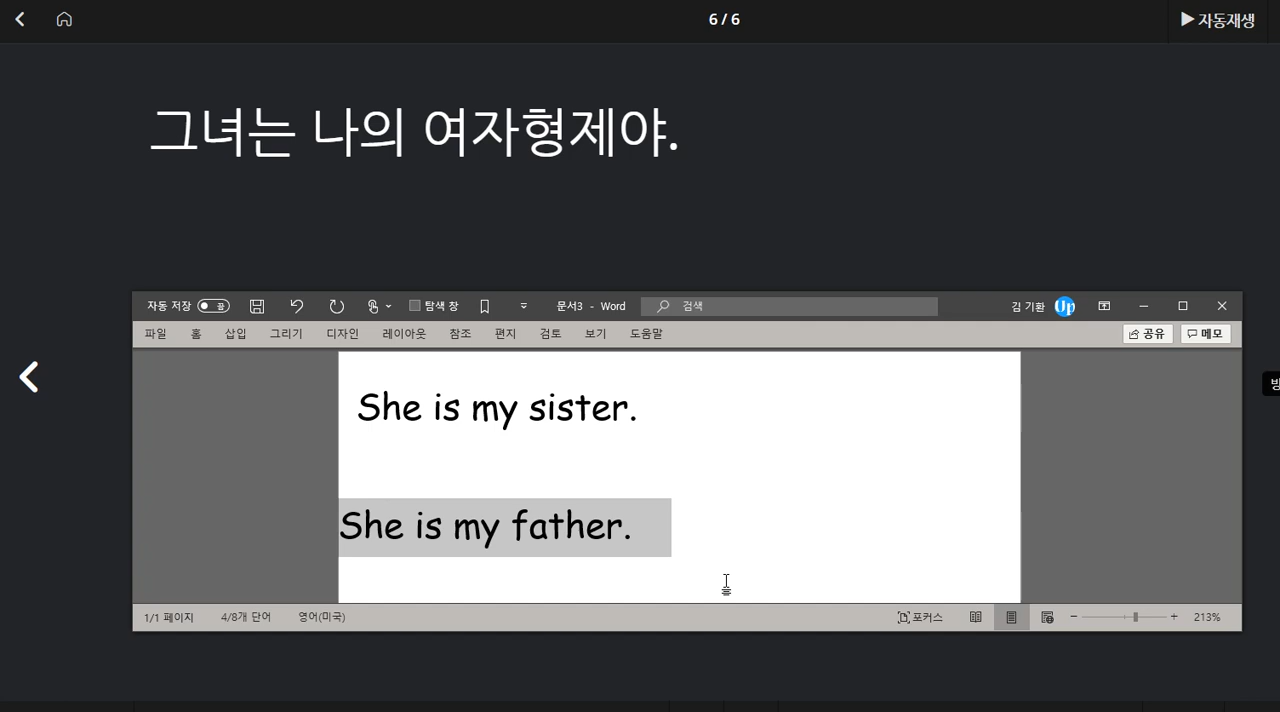 6 / 6
▶ 자동재생
그녀는 나의 여자형제야.
자동 저장 끔 탐색 창 문서3 - Word 검색 김 기환 Up
파일 홈 삽입 그리기 디자인 레이아웃 참조 편지 검토 보기 도움말 공유 메모
She is my sister.
She is my father.
1/1 페이지 4/8개 단어 영어(미국) 포커스 − + 213%